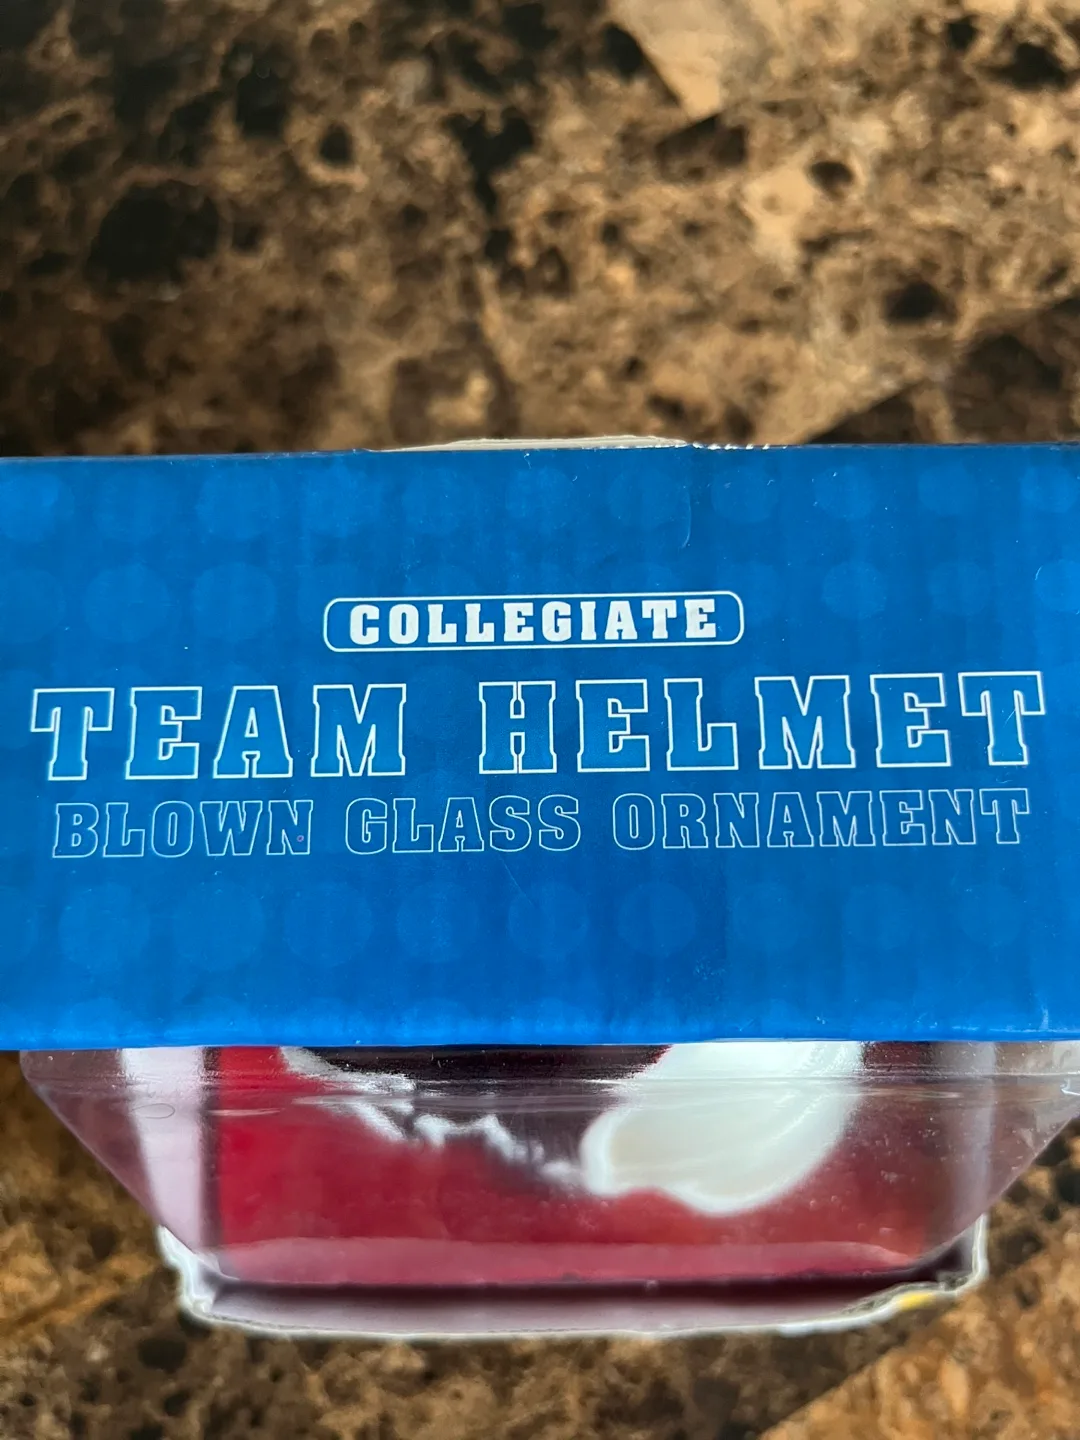 COLLEGIATE
TEAM HELMET
BLOWN GLASS ORNAMENT